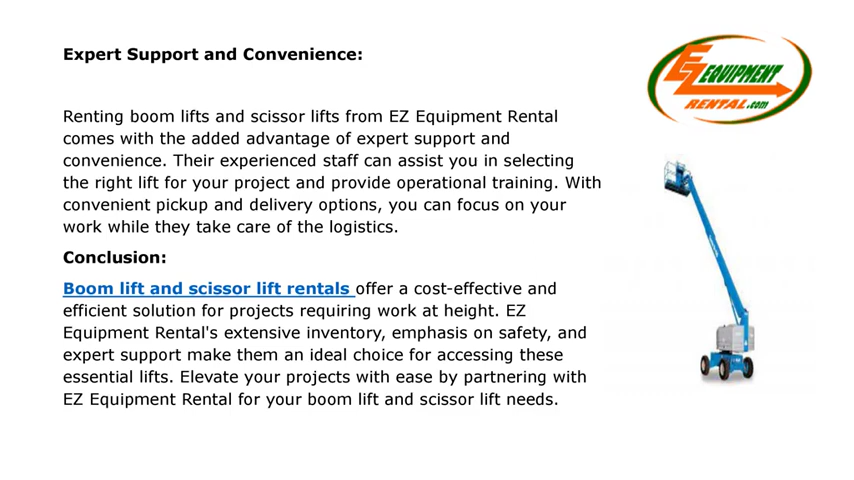 Expert Support and Convenience:
Renting boom lifts and scissor lifts from EZ Equipment Rental
comes with the added advantage of expert support and
convenience. Their experienced staff can assist you in selecting
the right lift for your project and provide operational training. With
convenient pickup and delivery options, you can focus on your
work while they take care of the logistics.
Conclusion:
Boom lift and scissor lift rentals offer a cost-effective and
efficient solution for projects requiring work at height. EZ
Equipment Rental's extensive inventory, emphasis on safety, and
expert support make them an ideal choice for accessing these
essential lifts. Elevate your projects with ease by partnering with
EZ Equipment Rental for your boom lift and scissor lift needs.
EZ EQUIPMENT
RENTAL.com